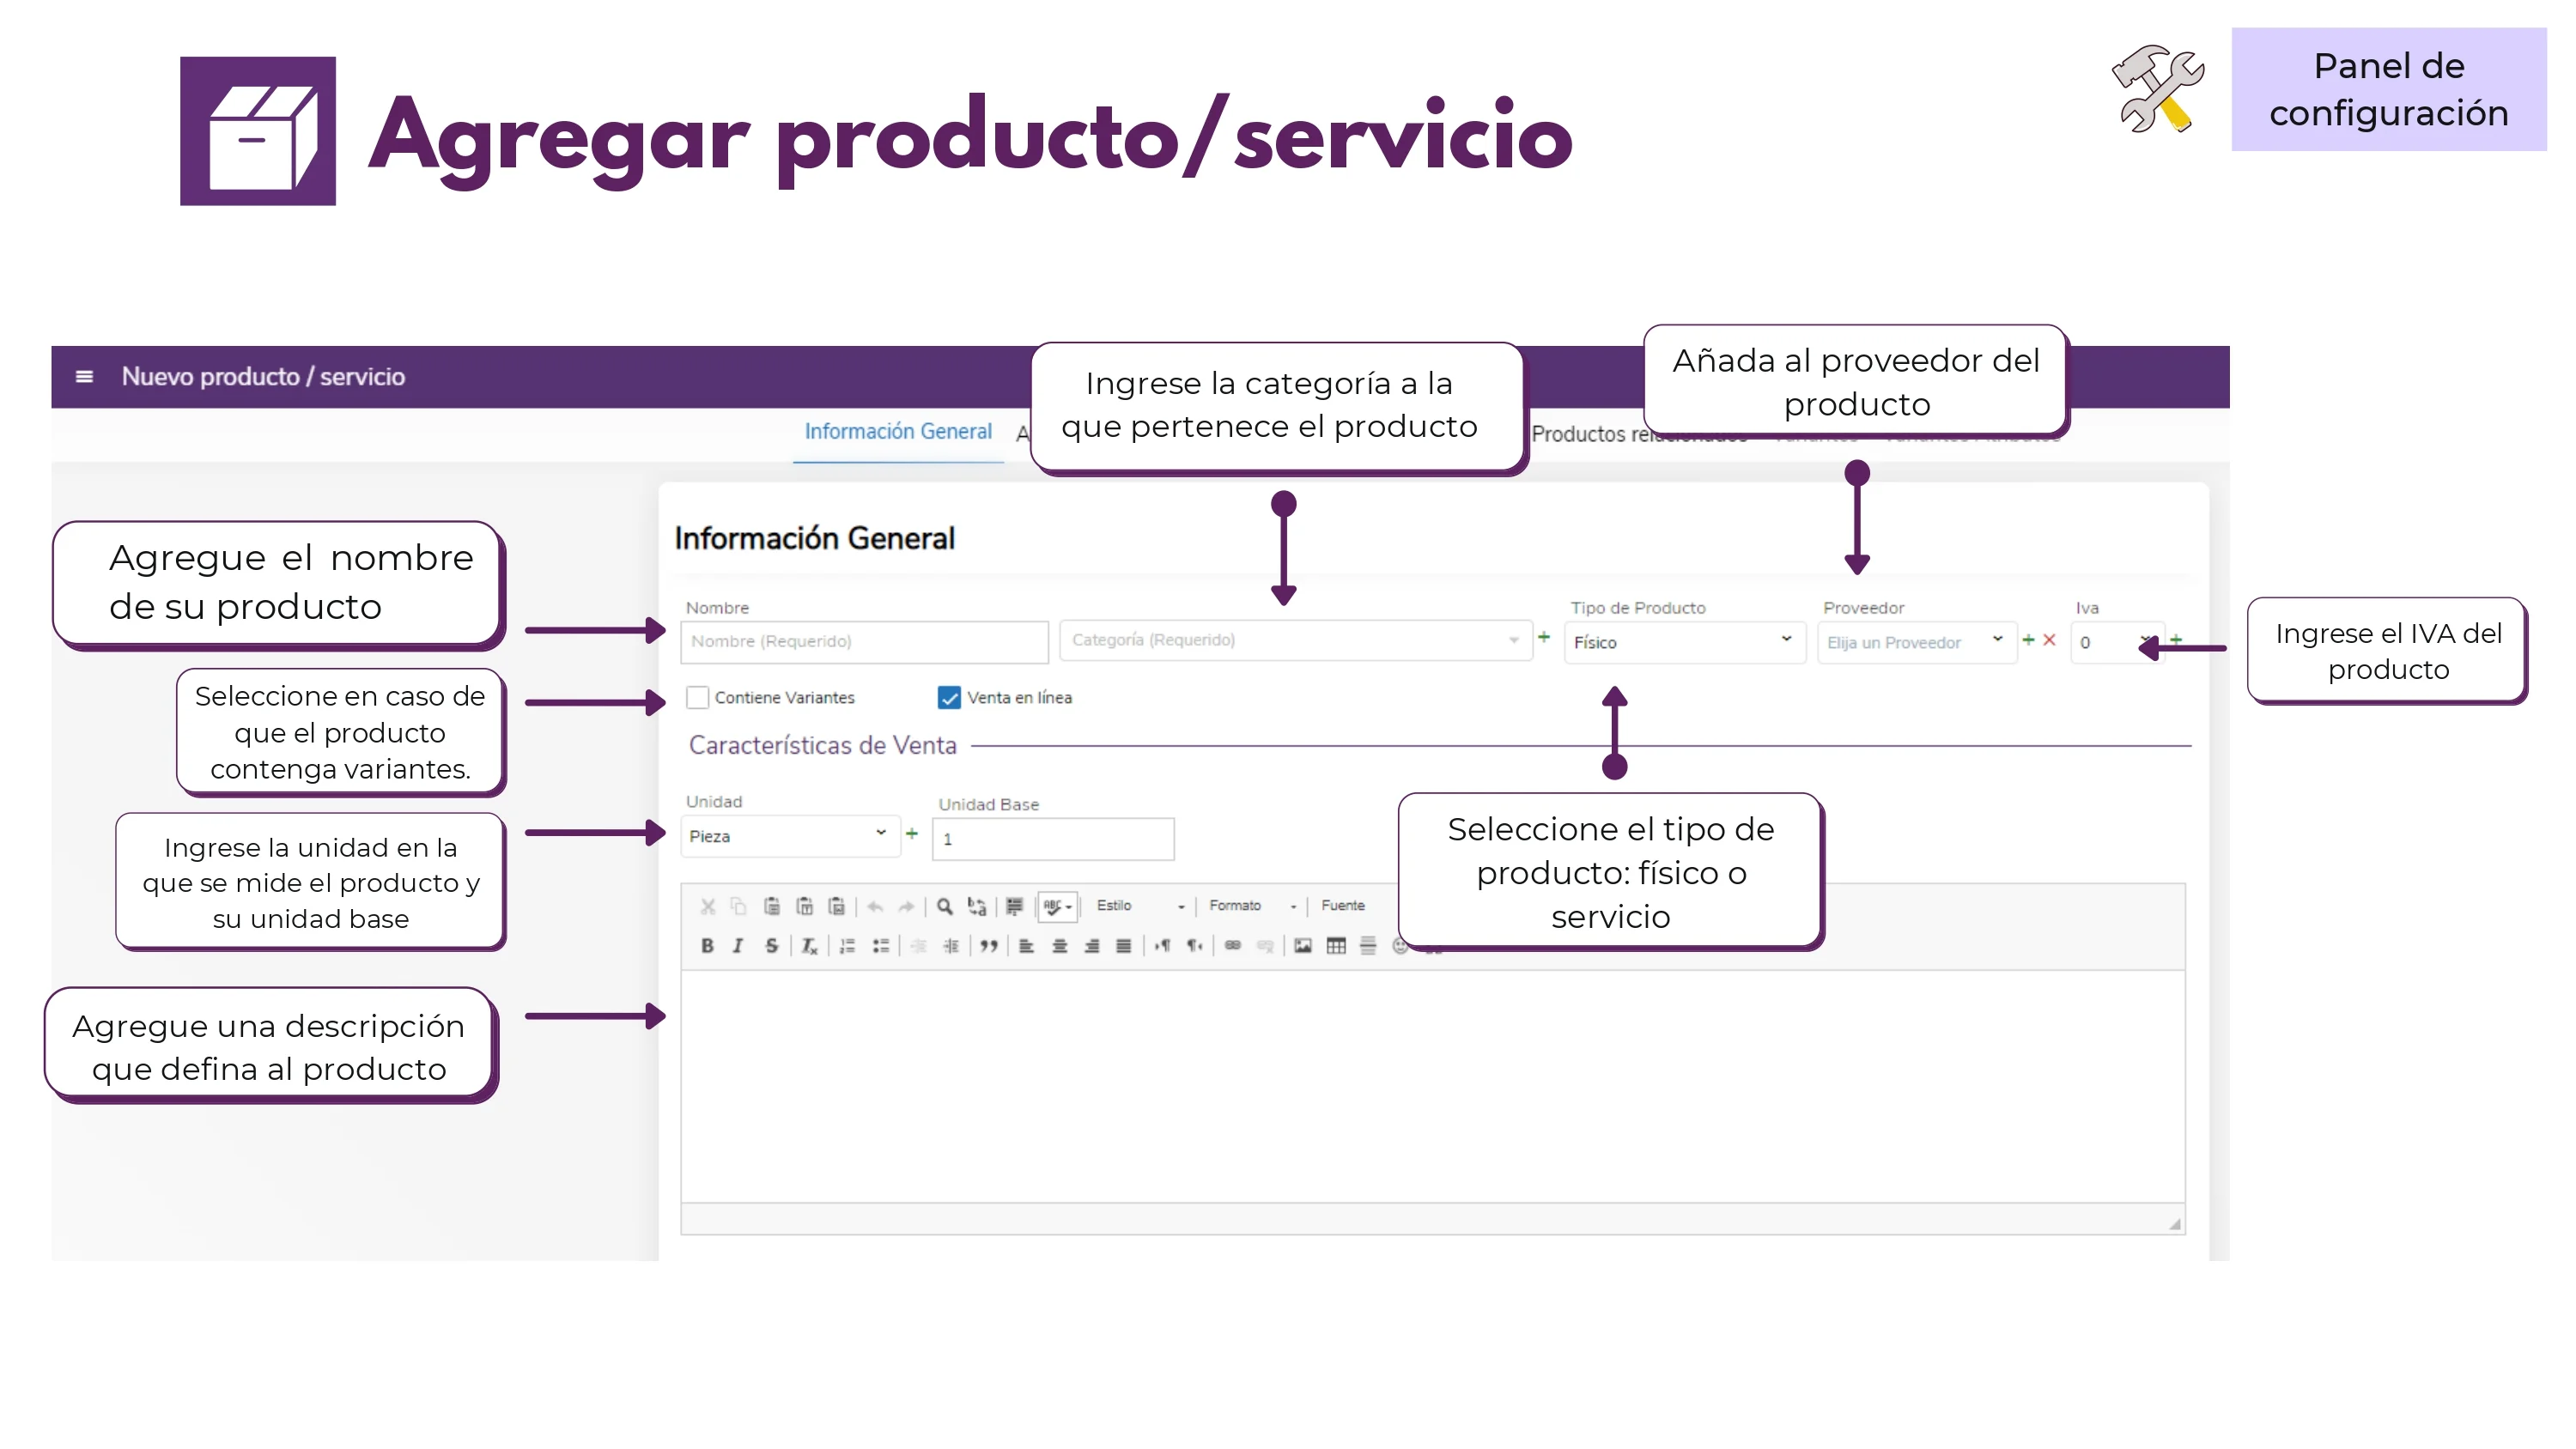 Agregar producto/servicio
Panel de
configuración
Nuevo producto / servicio
Ingrese la categoría a la
que pertenece el producto
Añada al proveedor del
producto
Información General
Productos relacionados
Información General
Agregue el nombre
de su producto
Nombre
Tipo de Producto
Proveedor
Iva
Nombre (Requerido)
Categoría (Requerido)
Físico
Elija un Proveedor
0
Ingrese el IVA del
producto
Seleccione en caso de
que el producto
contenga variantes.
Contiene Variantes
Venta en línea
Características de Venta
Unidad
Unidad Base
Pieza
1
Ingrese la unidad en la
que se mide el producto y
su unidad base
Seleccione el tipo de
producto: físico o
servicio
Estilo
Formato
Fuente
Agregue una descripción
que defina al producto